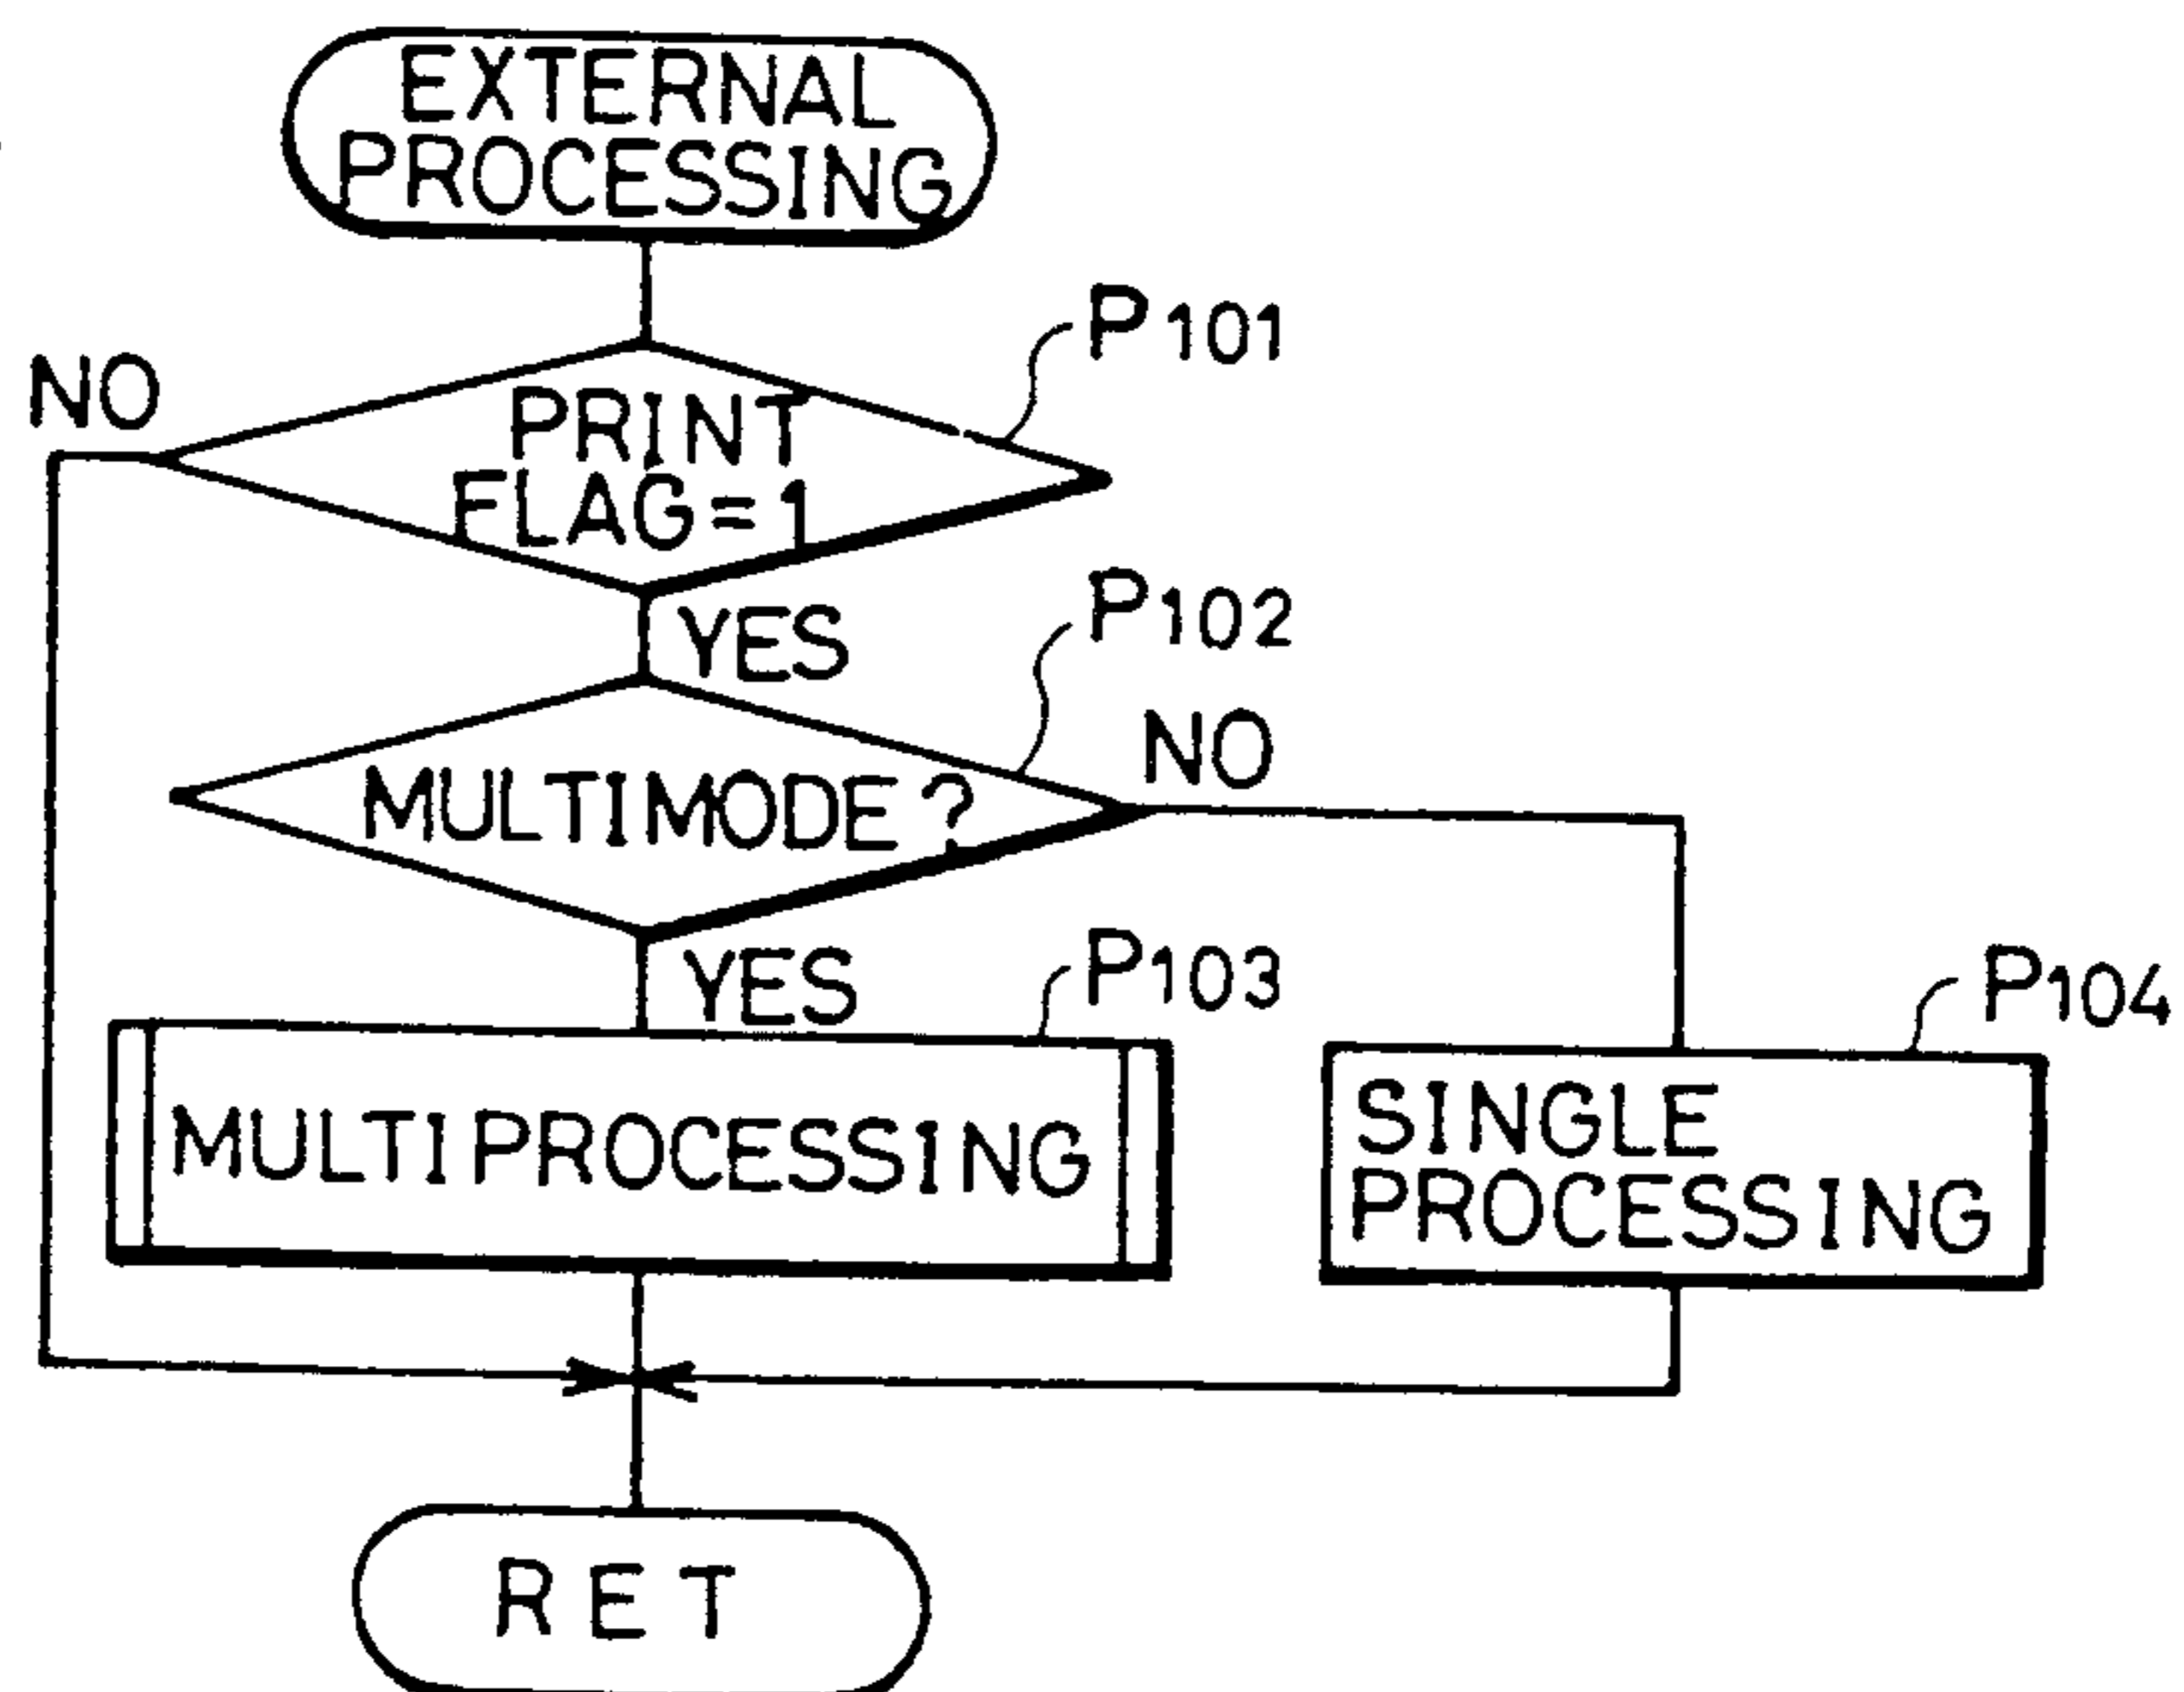 EXTERNAL
PROCESSING
P101
NO
PRINT
FLAG=1
YES
P102
NO
MULTIMODE?
YES
P103
P104
MULTIPROCESSING
SINGLE
PROCESSING
RET